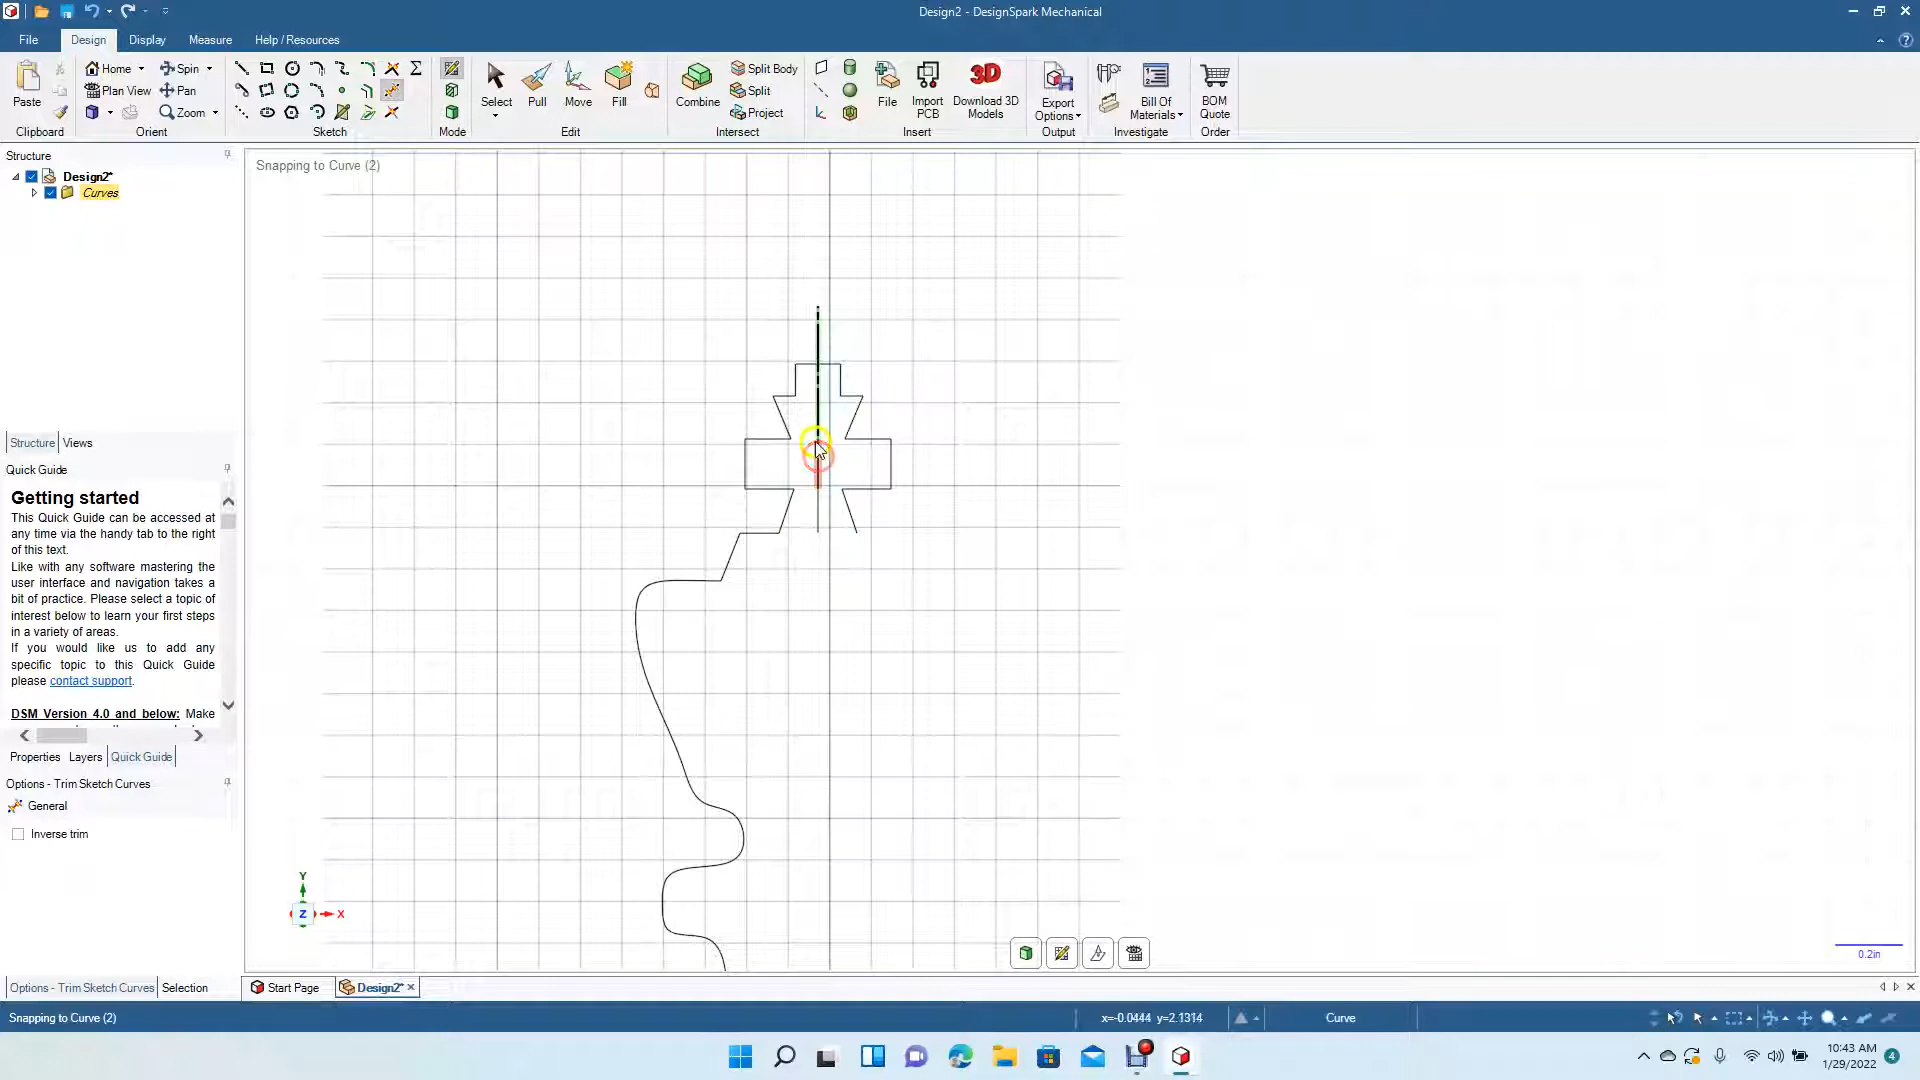 Design2 - DesignSpark Mechanical
File Design Display Measure Help / Resources
Paste
Clipboard
Home Spin
Plan View Pan
Zoom
Orient
Sketch
Mode
Select Pull Move Fill
Edit
Combine
Split Body
Split
Project
Intersect
File
Import PCB
Download 3D Models
Insert
Export Options
Output
Bill Of Materials
Investigate
BOM Quote
Order
Structure
Design2*
Curves
Structure Views
Quick Guide
Getting started
This Quick Guide can be accessed at
any time via the handy tab to the right
of this text.
Like with any software mastering the
user interface and navigation takes a
bit of practice. Please select a topic of
interest below to learn your first steps
in a variety of areas.
If you would like us to add any
specific topic to this Quick Guide
please contact support.
DSM Version 4.0 and below: Make
Properties Layers Quick Guide
Options - Trim Sketch Curves
General
Inverse trim
Snapping to Curve (2)
Y
Z
X
0.2in
Options - Trim Sketch Curves Selection
Start Page Design2*
Snapping to Curve (2)
x=-0.0444 y=2.1314
Curve
10:43 AM
1/29/2022
4